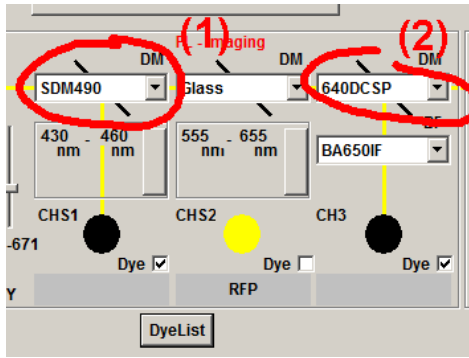 (1)
(2)
FL - Imaging
DM
DM
DM
SDM490
Glass
640DCSP
BF
430 - 460
nm nm
555 - 655
nm nm
BA650IF
CHS1
CHS2
CH3
-671
Dye
Dye
Dye
Y
RFP
DyeList